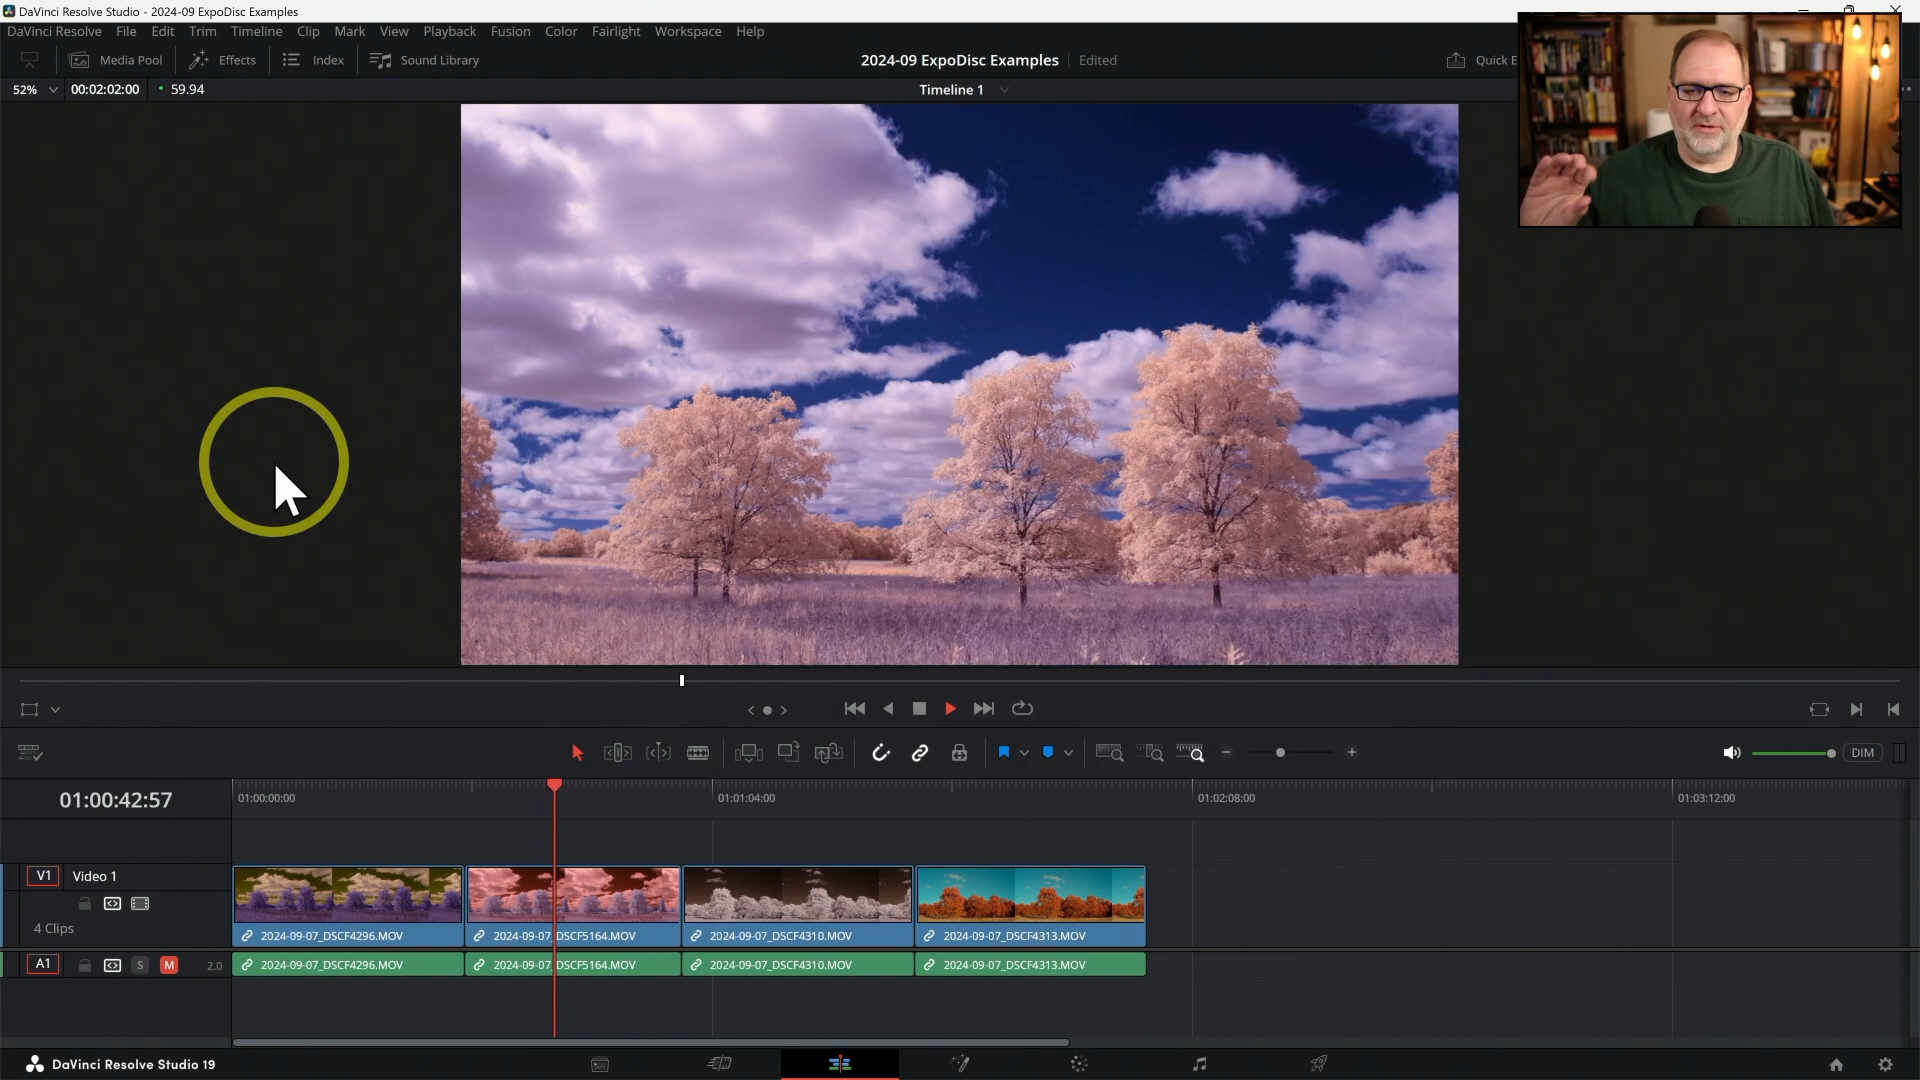 DaVinci Resolve Studio - 2024-09 ExpoDisc Examples
DaVinci Resolve File Edit Trim Timeline Clip Mark View Playback Fusion Color Fairlight Workspace Help
Media Pool Effects Index Sound Library 2024-09 ExpoDisc Examples Edited Quick E
52% 00:02:02:00 59.94 Timeline 1
DIM
01:00:42:57 01:00:00:00 01:01:04:00 01:02:08:00 01:03:12:00
V1 Video 1
4 Clips
2024-09-07_DSCF4296.MOV 2024-09-07_DSCF5164.MOV 2024-09-07_DSCF4310.MOV 2024-09-07_DSCF4313.MOV
A1 S M 2.0 2024-09-07_DSCF4296.MOV 2024-09-07_DSCF5164.MOV 2024-09-07_DSCF4310.MOV 2024-09-07_DSCF4313.MOV
DaVinci Resolve Studio 19